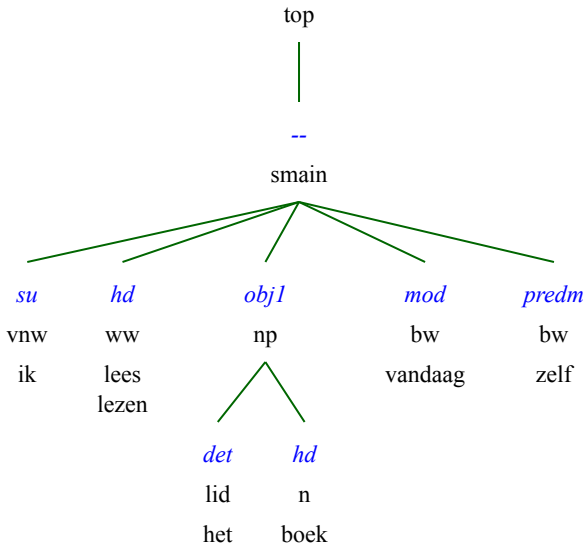 top
--
smain
su hd obj1 mod predm
vnw ww np bw bw
ik lees vandaag zelf
lezen
det hd
lid n
het boek